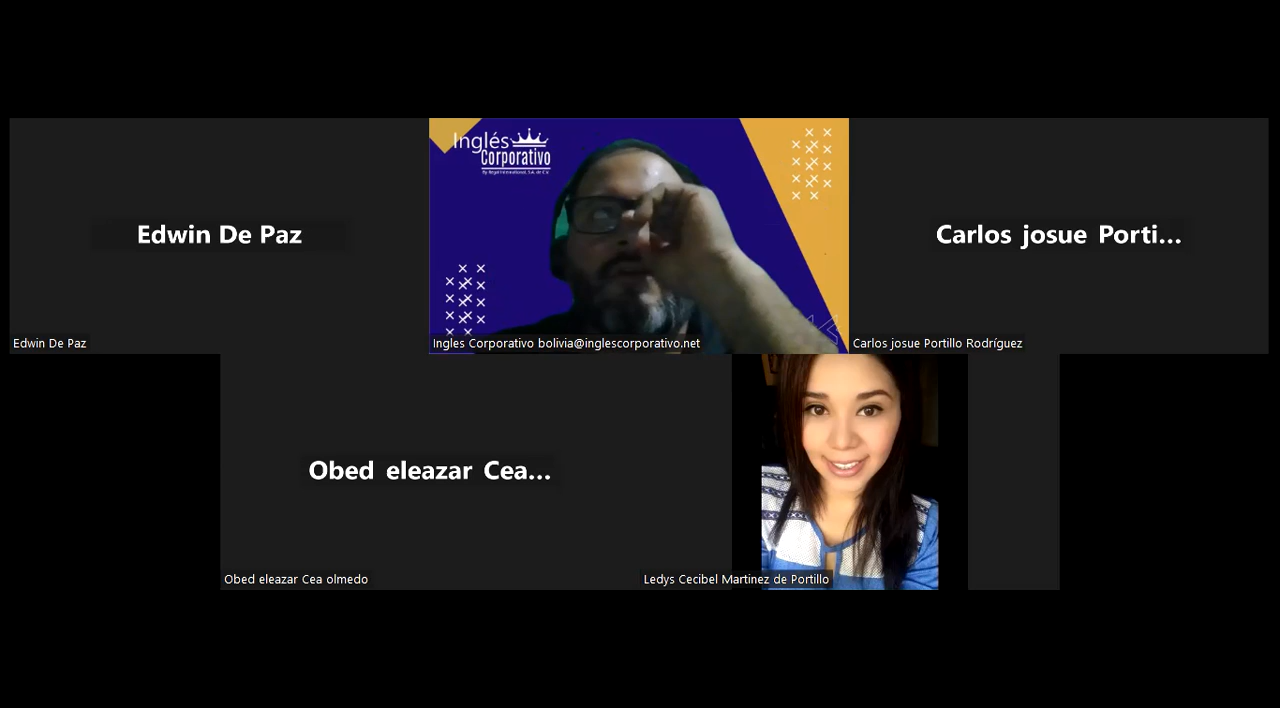 Inglés
Corporativo
Edwin De Paz
Carlos josue Porti...
Edwin De Paz
Ingles Corporativo bolivia@inglescorporativo.net
Carlos josue Portillo Rodríguez
Obed eleazar Cea...
Obed eleazar Cea olmedo
Ledys Cecibel Martinez de Portillo